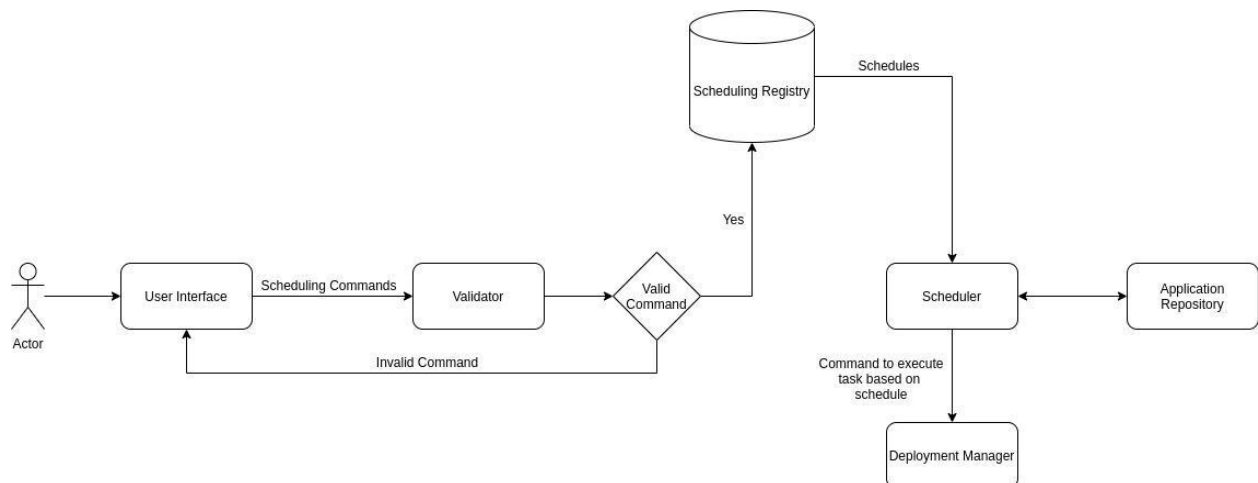 Scheduling Registry
Schedules
Yes
Actor
User Interface
Scheduling Commands
Validator
Valid
Command
Invalid Command
Scheduler
Application
Repository
Command to execute
task based on
schedule
Deployment Manager